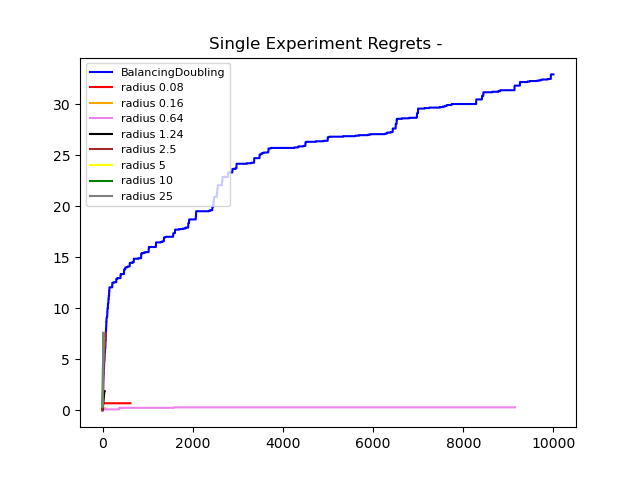 Single Experiment Regrets -
BalancingDoubling
radius 0.08
radius 0.16
radius 0.64
radius 1.24
radius 2.5
radius 5
radius 10
radius 25
30
25
20
15
10
5
0
0 2000 4000 6000 8000 10000